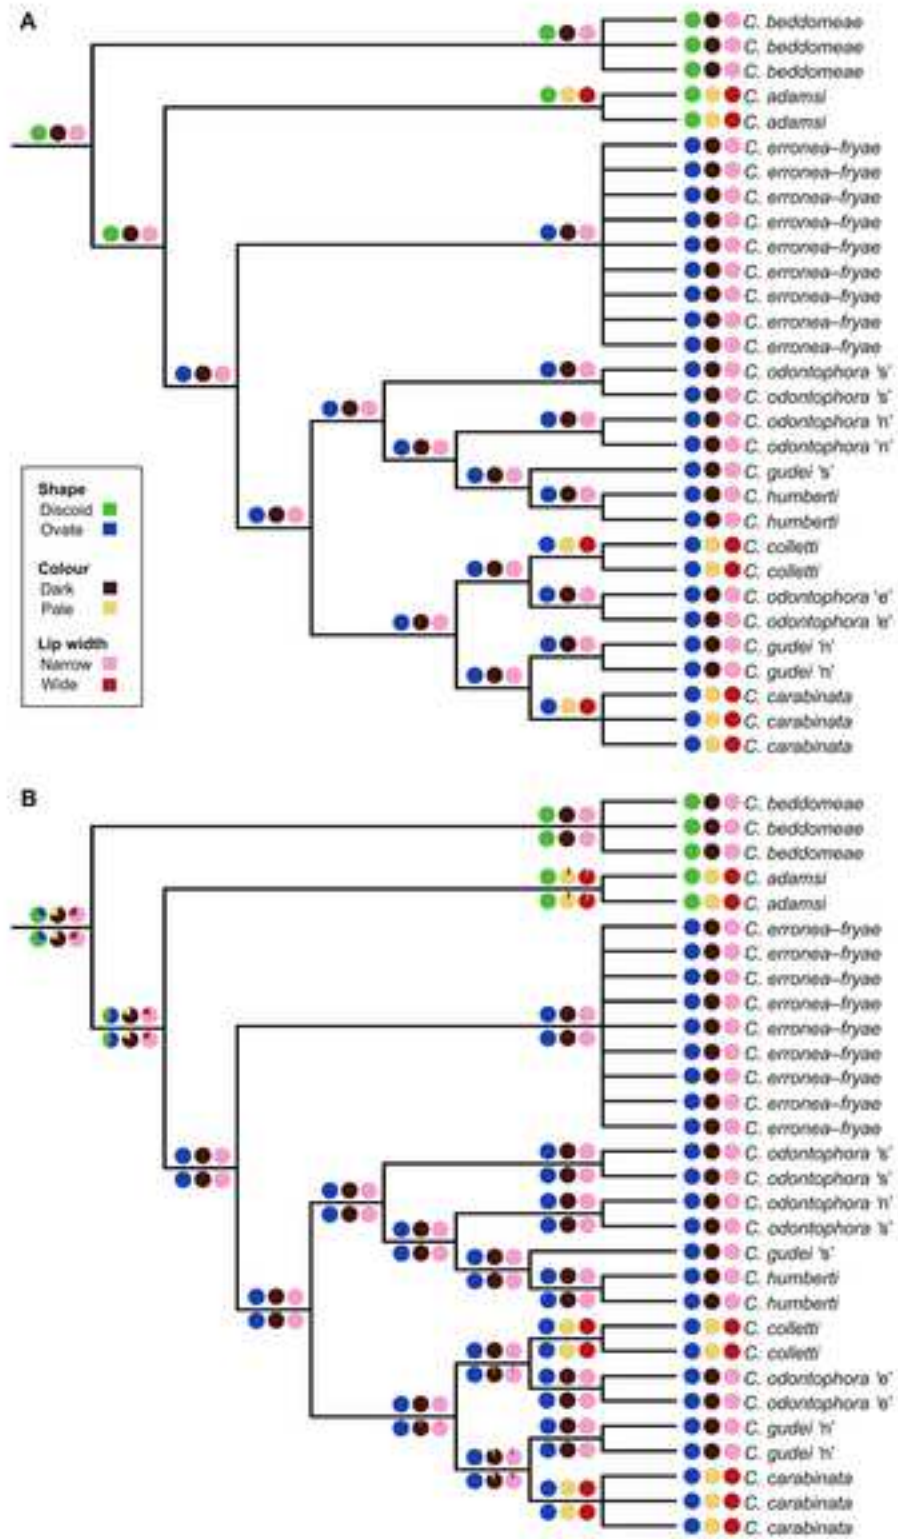 A
C. beddomeae
C. beddomeae
C. beddomeae
C. adamsi
C. adamsi
C. erronea–fryae
C. erronea–fryae
C. erronea–fryae
C. erronea–fryae
C. erronea–fryae
C. erronea–fryae
C. erronea–fryae
C. erronea–fryae
C. erronea–fryae
C. odontophora 's'
C. odontophora 's'
C. odontophora 'n'
C. odontophora 'n'
C. gudei 's'
C. humberti
C. humberti
C. colletti
C. colletti
C. odontophora 'e'
C. odontophora 'e'
C. gudei 'n'
C. gudei 'n'
C. carabinata
C. carabinata
C. carabinata
Shape
Discoid
Ovate
Colour
Dark
Pale
Lip width
Narrow
Wide
B
C. beddomeae
C. beddomeae
C. beddomeae
C. adamsi
C. adamsi
C. erronea–fryae
C. erronea–fryae
C. erronea–fryae
C. erronea–fryae
C. erronea–fryae
C. erronea–fryae
C. erronea–fryae
C. erronea–fryae
C. erronea–fryae
C. odontophora 's'
C. odontophora 's'
C. odontophora 'n'
C. odontophora 's'
C. gudei 's'
C. humberti
C. humberti
C. colletti
C. colletti
C. odontophora 'e'
C. odontophora 'e'
C. gudei 'n'
C. gudei 'n'
C. carabinata
C. carabinata
C. carabinata